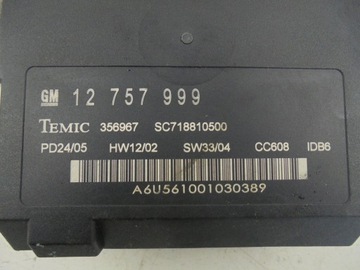 GM 12 757 999
TEMIC 356967 SC718810500
PD24/05 HW12/02 SW33/04 CC608 IDB6
A6U561001030389